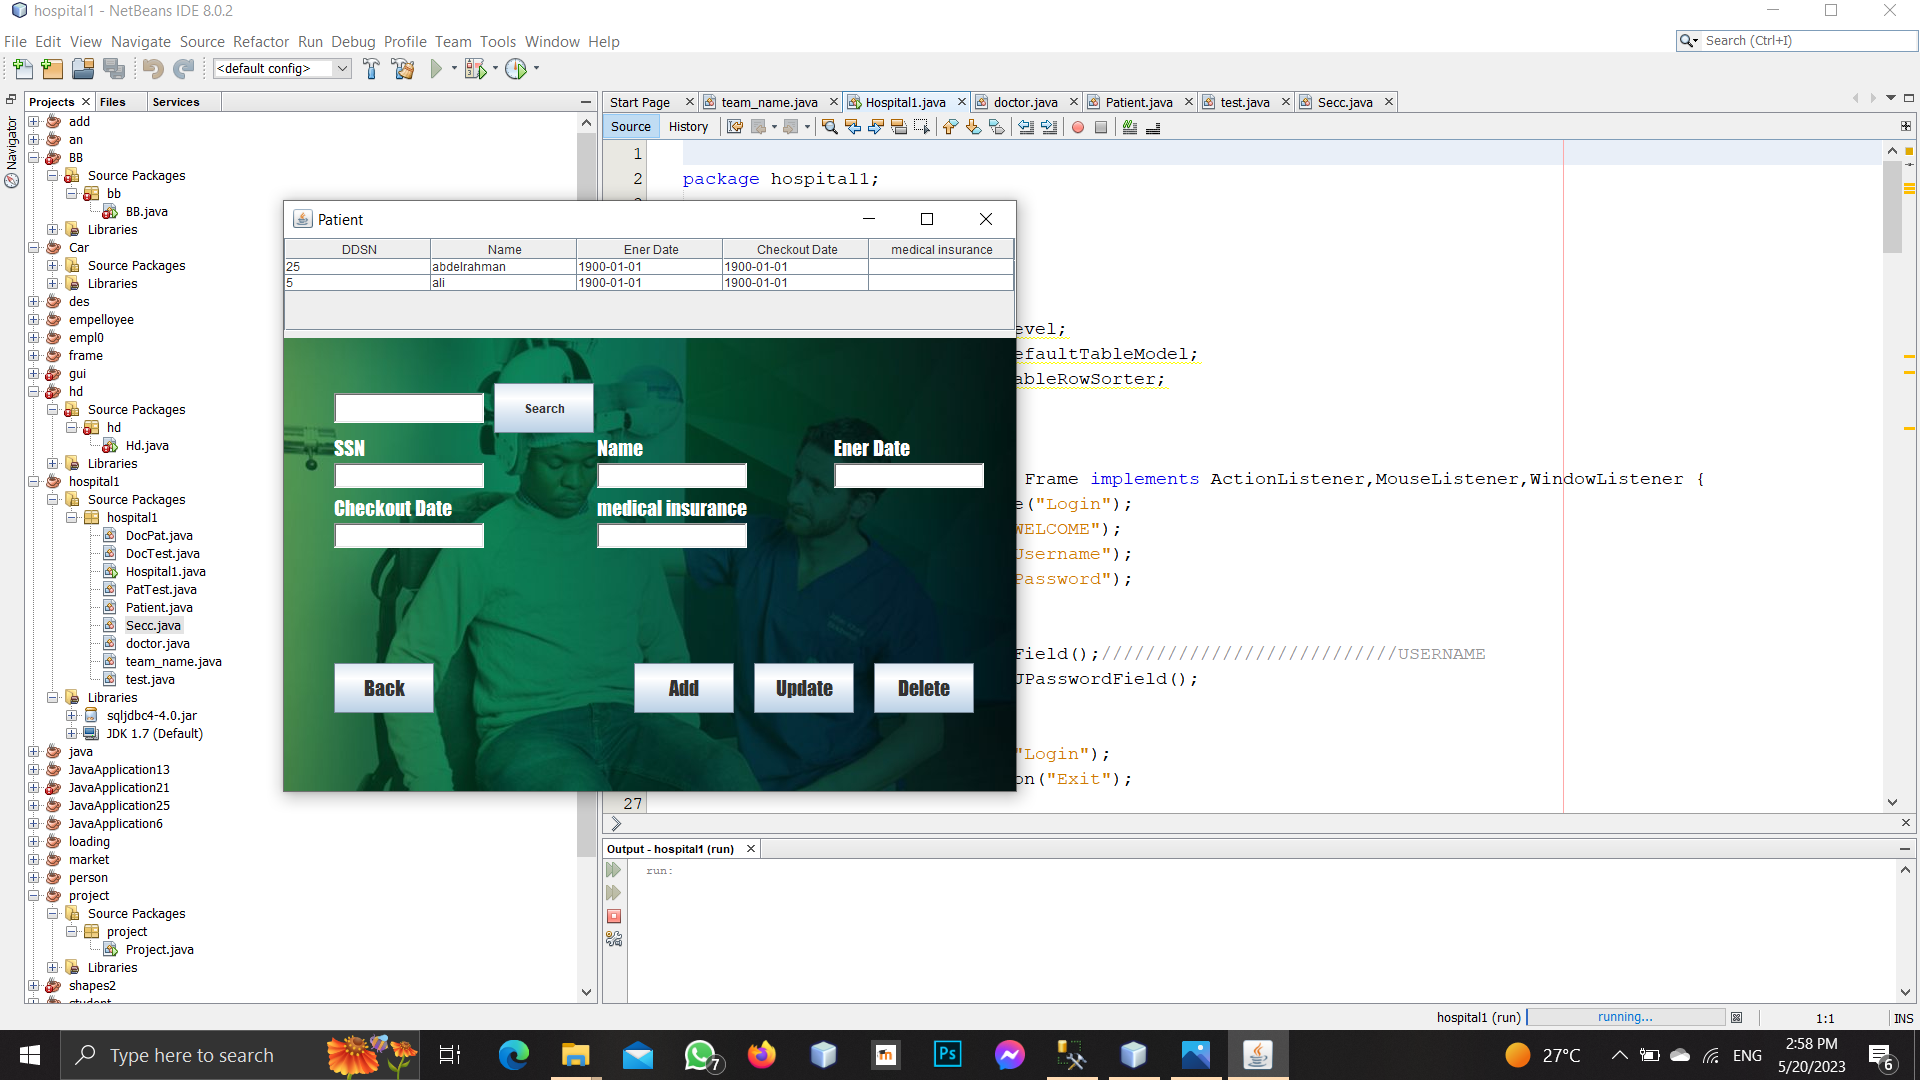 hospital1 - NetBeans IDE 8.0.2
File Edit View Navigate Source Refactor Run Debug Profile Team Tools Window Help
Search (Ctrl+I)
<default config>
Projects Files Services
Navigator
add
an
BB
Source Packages
bb
BB.java
Libraries
Car
Source Packages
Libraries
des
empelloyee
empl0
frame
gui
hd
Source Packages
hd
Hd.java
Libraries
hospital1
Source Packages
hospital1
DocPat.java
DocTest.java
Hospital1.java
PatTest.java
Patient.java
Secc.java
doctor.java
team_name.java
test.java
Libraries
sqljdbc4-4.0.jar
JDK 1.7 (Default)
java
JavaApplication13
JavaApplication21
JavaApplication25
JavaApplication6
loading
market
person
project
Source Packages
project
Project.java
Libraries
shapes2
student
Start Page team_name.java Hospital1.java doctor.java Patient.java test.java Secc.java
Source History
1
2 package hospital1;
evel;
efaultTableModel;
ableRowSorter;
Frame implements ActionListener,MouseListener,WindowListener {
e("Login");
WELCOME");
Username");
Password");
Field();///////////////////////////USERNAME
JPasswordField();
"Login");
on("Exit");
27
Patient
DDSN Name Ener Date Checkout Date medical insurance
25 abdelrahman 1900-01-01 1900-01-01
5 ali 1900-01-01 1900-01-01
Search
SSN Name Ener Date
Checkout Date medical insurance
Back Add Update Delete
Output - hospital1 (run)
run:
hospital1 (run) running... 1:1 INS
Type here to search
7
Ps
27°C
ENG
2:58 PM
5/20/2023
6